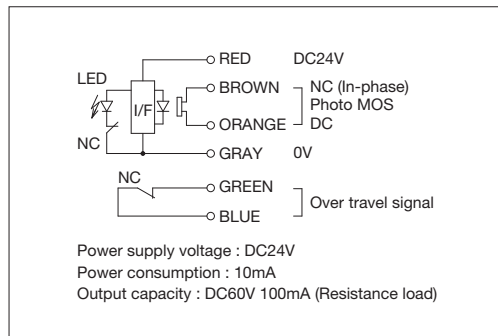 RED DC24V
LED
BROWN NC (In-phase)
I/F Photo MOS
ORANGE DC
NC
GRAY 0V
NC
GREEN
Over travel signal
BLUE
Power supply voltage : DC24V
Power consumption : 10mA
Output capacity : DC60V 100mA (Resistance load)